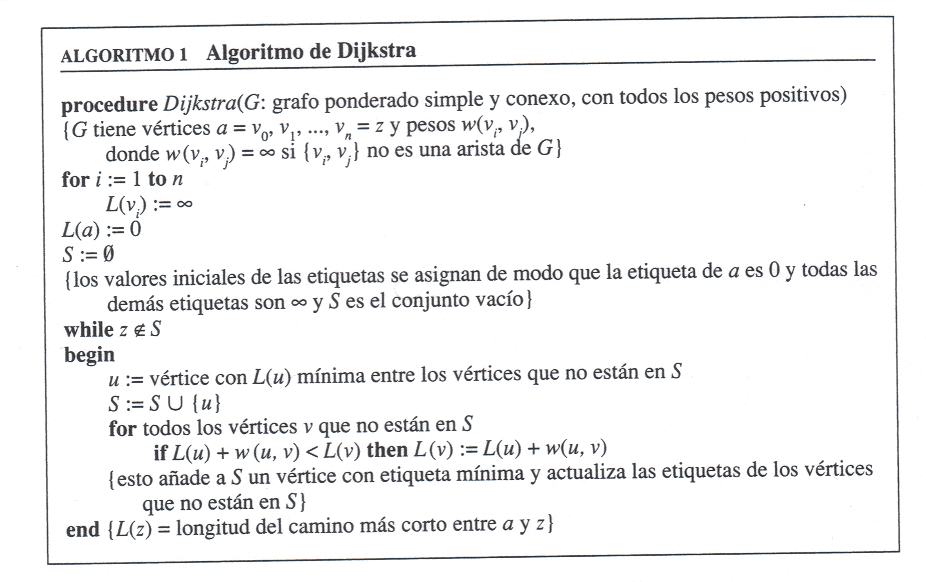 ALGORITMO 1 Algoritmo de Dijkstra
procedure Dijkstra(G: grafo ponderado simple y conexo, con todos los pesos positivos)
{G tiene vértices a = v₀, v₁, ..., vₙ = z y pesos w(vᵢ, vⱼ),
donde w(vᵢ, vⱼ) = ∞ si {vᵢ, vⱼ} no es una arista de G}
for i := 1 to n
L(vᵢ) := ∞
L(a) := 0
S := ∅
{los valores iniciales de las etiquetas se asignan de modo que la etiqueta de a es 0 y todas las
demás etiquetas son ∞ y S es el conjunto vacío}
while z ∉ S
begin
u := vértice con L(u) mínima entre los vértices que no están en S
S := S ∪ {u}
for todos los vértices v que no están en S
if L(u) + w(u, v) < L(v) then L(v) := L(u) + w(u, v)
{esto añade a S un vértice con etiqueta mínima y actualiza las etiquetas de los vértices
que no están en S}
end {L(z) = longitud del camino más corto entre a y z}